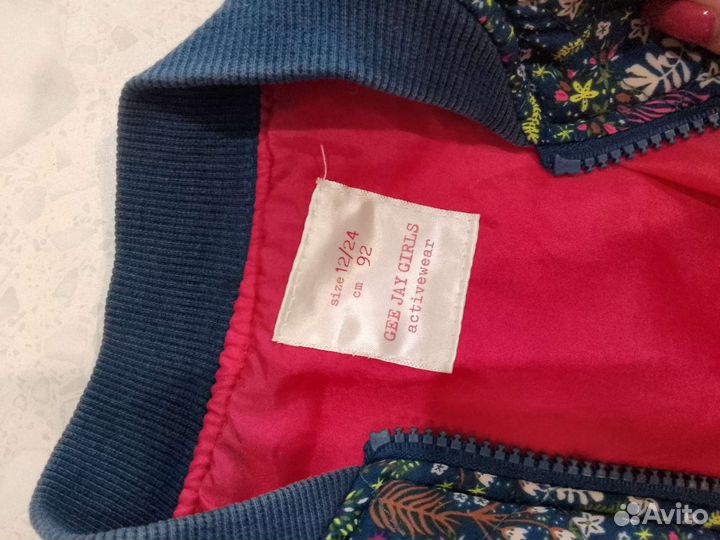 GEE JAY GIRLS
activewear
size 12/24
cm 92
Avito